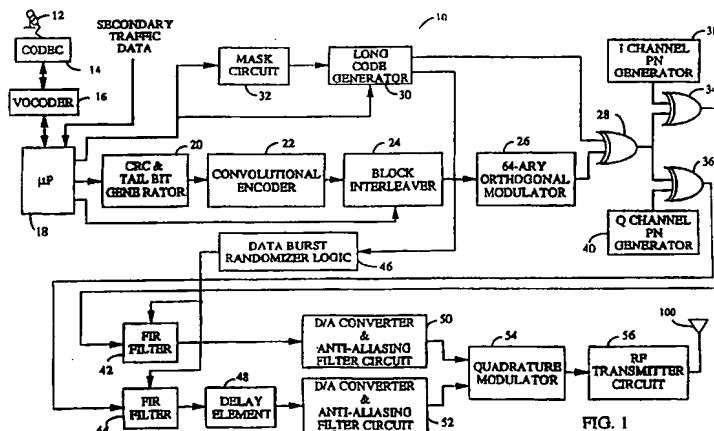 12
SECONDARY
TRAFFIC
DATA
10
CODEC
14
VOCODER
16
MASK
CIRCUIT
32
LONG
CODE
GENERATOR
30
I CHANNEL
PN
GENERATOR
34
28
µP
18
20
CRC &
TAIL BIT
GENERATOR
22
CONVOLUTIONAL
ENCODER
24
BLOCK
INTERLEAVER
26
64-ARY
ORTHOGONAL
MODULATOR
36
Q CHANNEL
PN
GENERATOR
40
DATA BURST
RANDOMIZER LOGIC
46
FIR
FILTER
42
D/A CONVERTER
&
ANTI-ALIASING
FILTER CIRCUIT
50
54
QUADRATURE
MODULATOR
56
RF
TRANSMITTER
CIRCUIT
100
FIR
FILTER
44
48
DELAY
ELEMENT
D/A CONVERTER
&
ANTI-ALIASING
FILTER CIRCUIT
52
FIG. 1